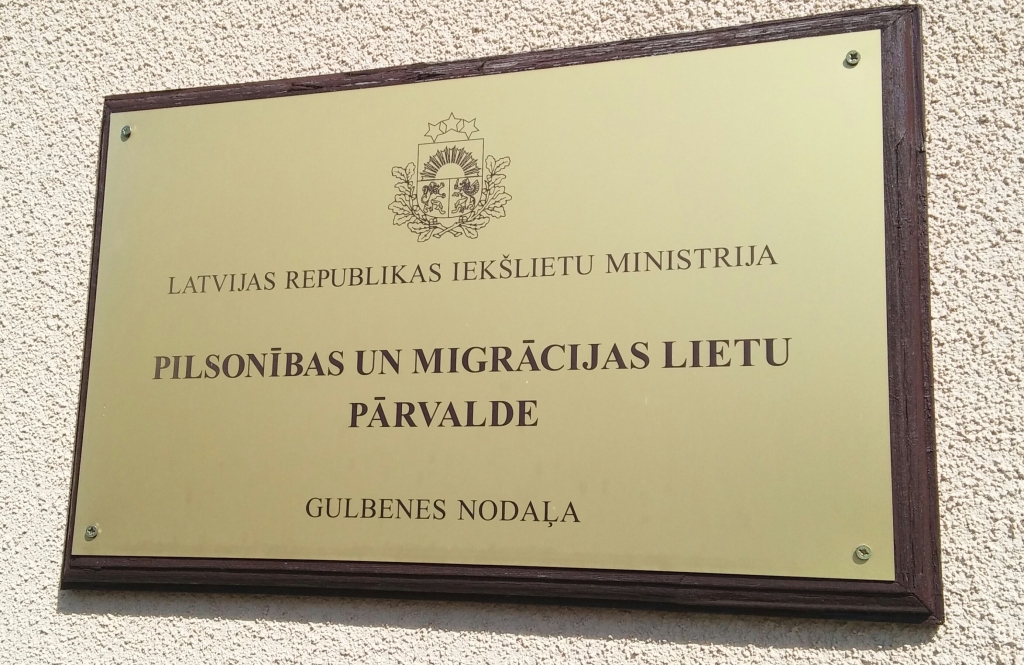 LATVIJAS REPUBLIKAS IEKŠLIETU MINISTRIJA
PILSONĪBAS UN MIGRĀCIJAS LIETU
PĀRVALDE
GULBENES NODAĻA